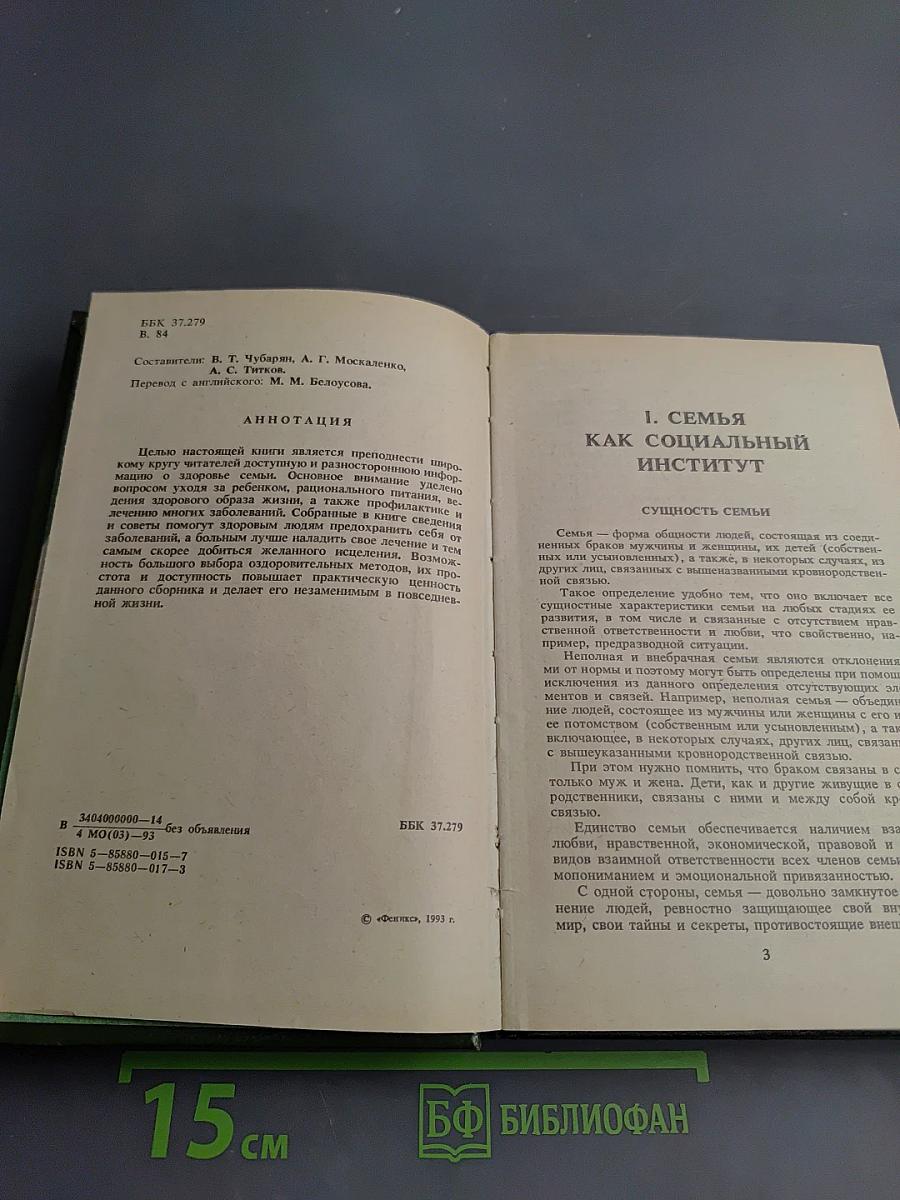 ББК 37.279
В. 84
Составители: В. Т. Чубарян, А. Г. Москаленко,
А. С. Титков.
Перевод с английского: М. М. Белоусова.
АННОТАЦИЯ
Целью настоящей книги является преподнести широ-
кому кругу читателей доступную и разностороннюю инфор-
мацию о здоровье семьи. Основное внимание уделено
вопросом ухода за ребенком, рационального питания, ве-
дения здорового образа жизни, а также профилактике и
лечению многих заболеваний. Собранные в книге сведения
и советы помогут здоровым людям предохранить себя от
заболеваний, а больным лучше наладить свое лечение и тем
самым скорее добиться желанного исцеления. Возмож-
ность большого выбора оздоровительных методов, их про-
стота и доступность повышает практическую ценность
данного сборника и делает его незаменимым в повседнев-
ной жизни.
В 3404000000—14
4 МО(03)—93 без объявления
ББК 37.279
ISBN 5—85880—015—7
ISBN 5—85880—017—3
© «Феникс», 1993 г.
I. СЕМЬЯ
КАК СОЦИАЛЬНЫЙ
ИНСТИТУТ
СУЩНОСТЬ СЕМЬИ
Семья — форма общности людей, состоящая из соеди-
ненных браков мужчины и женщины, их детей (собствен-
ных или усыновленных), а также, в некоторых случаях, из
других лиц, связанных с вышеназванными кровнородствен-
ной связью.
Такое определение удобно тем, что оно включает все
сущностные характеристики семьи на любых стадиях ее
развития, в том числе и связанные с отсутствием нрав-
ственной ответственности и любви, что свойственно, на-
пример, предразводной ситуации.
Неполная и внебрачная семьи являются отклонения
ми от нормы и поэтому могут быть определены при помощ
исключения из данного определения отсутствующих эле
ментов и связей. Например, неполная семья — объедин
ние людей, состоящее из мужчины или женщины с его и
ее потомством (собственным или усыновленным), а так
включающее, в некоторых случаях, других лиц, связан
с вышеуказанными кровнородственной связью.
При этом нужно помнить, что браком связаны в с
только муж и жена. Дети, как и другие живущие в с
родственники, связаны с ними и между собой кро
связью.
Единство семьи обеспечивается наличием вза
любви, нравственной, экономической, правовой и
видов взаимной ответственности всех членов семьи
мопониманием и эмоциональной привязанностью.
С одной стороны, семья — довольно замкнутое
нение людей, ревностно защищающее свой вну
мир, свои тайны и секреты, противостоящие внеш
3
15 см
БФ БИБЛИОФАН